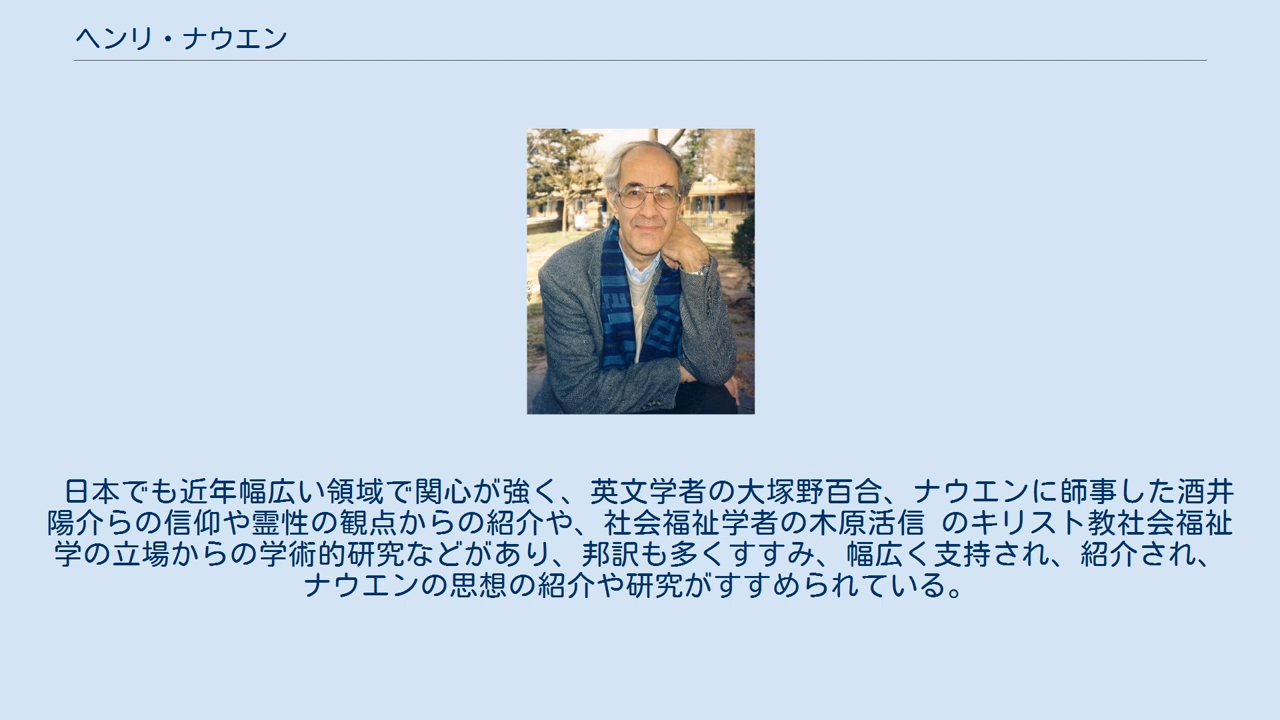 ヘンリ・ナウエン
日本でも近年幅広い領域で関心が強く、英文学者の大塚野百合、ナウエンに師事した酒井
陽介らの信仰や霊性の観点からの紹介や、社会福祉学者の木原活信 のキリスト教社会福祉
学の立場からの学術的研究などがあり、邦訳も多くすすみ、幅広く支持され、紹介され、
ナウエンの思想の紹介や研究がすすめられている。